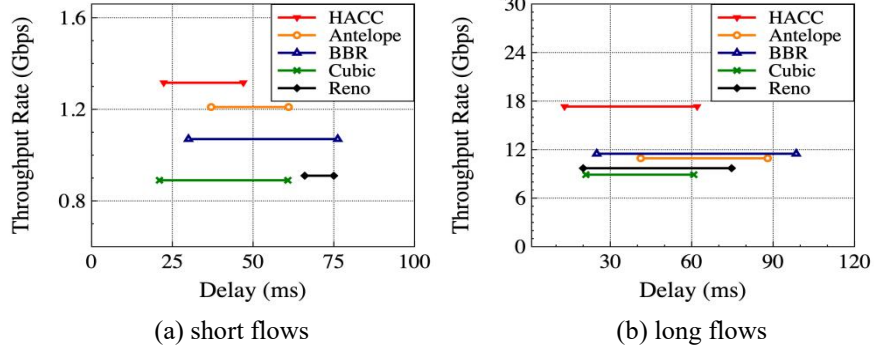 1.6
1.2
0.8
Throughput Rate (Gbps)
HACC
Antelope
BBR
Cubic
Reno
0 25 50 75 100
Delay (ms)
(a) short flows
30
24
18
12
6
0
Throughput Rate (Gbps)
HACC
Antelope
BBR
Cubic
Reno
30 60 90 120
Delay (ms)
(b) long flows